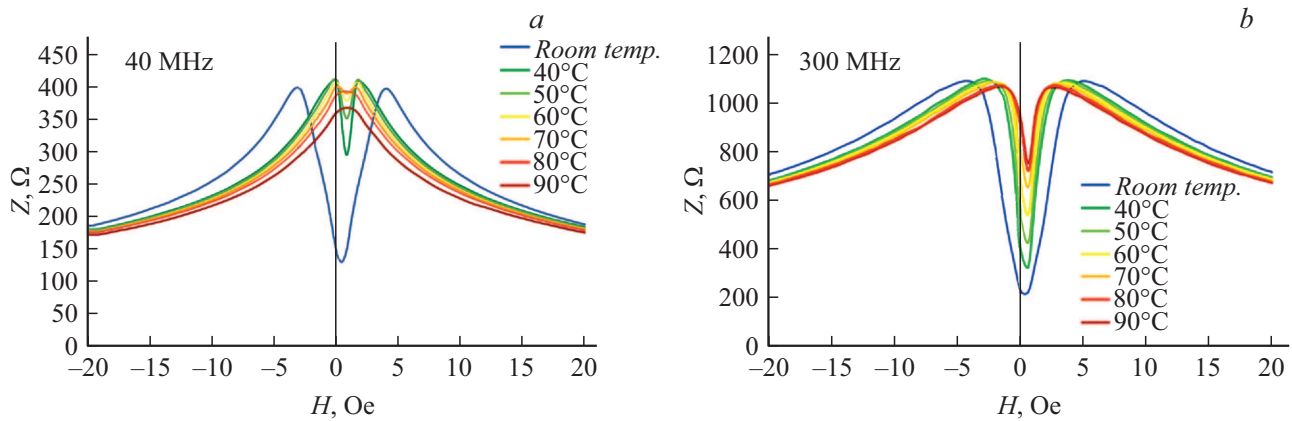 a
40 MHz
450
400
350
300
250
200
150
100
50
0
Z, Ω
Room temp.
40°C
50°C
60°C
70°C
80°C
90°C
–20 –15 –10 –5 0 5 10 15 20
H, Oe
b
300 MHz
1200
1000
800
600
400
200
0
Z, Ω
Room temp.
40°C
50°C
60°C
70°C
80°C
90°C
–20 –15 –10 –5 0 5 10 15 20
H, Oe